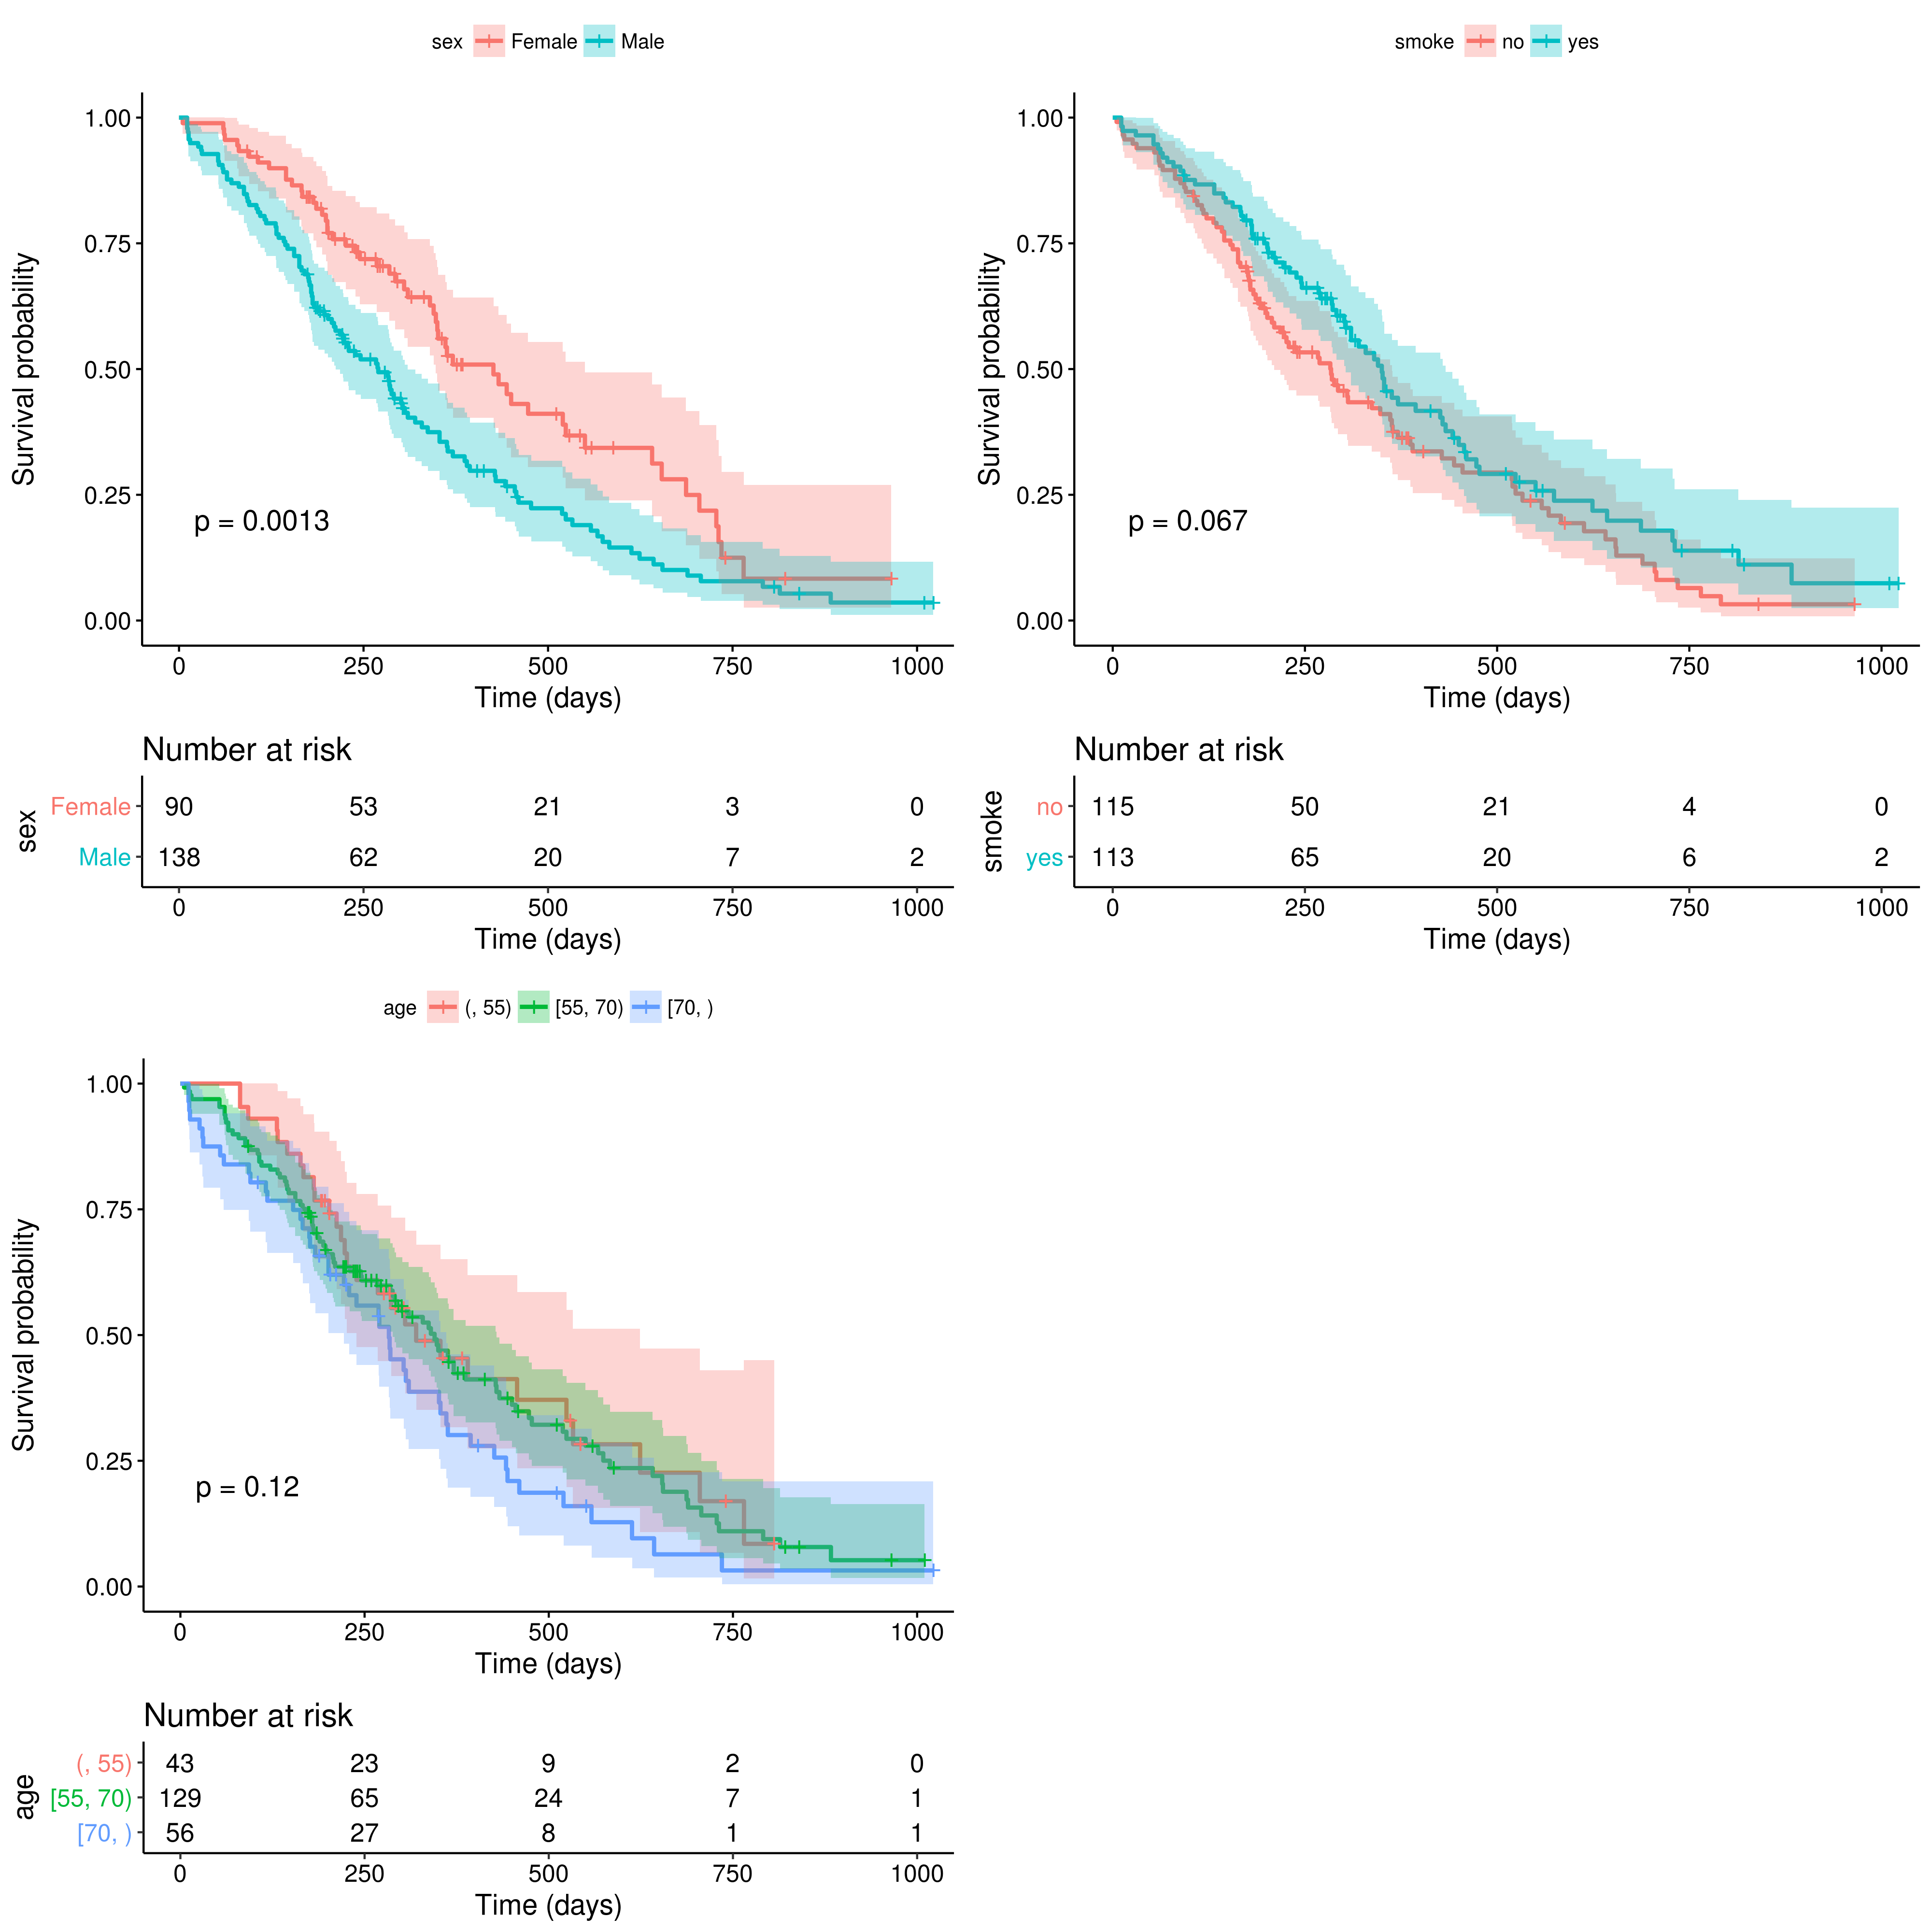 sex Female Male
Survival probability
1.00
0.75
0.50
0.25
0.00
p = 0.0013
0 250 500 750 1000
Time (days)
Number at risk
sex
Female 90 53 21 3 0
Male 138 62 20 7 2
0 250 500 750 1000
Time (days)
smoke no yes
Survival probability
1.00
0.75
0.50
0.25
0.00
p = 0.067
0 250 500 750 1000
Time (days)
Number at risk
smoke
no 115 50 21 4 0
yes 113 65 20 6 2
0 250 500 750 1000
Time (days)
age (, 55) [55, 70) [70, )
Survival probability
1.00
0.75
0.50
0.25
0.00
p = 0.12
0 250 500 750 1000
Time (days)
Number at risk
age
(, 55) 43 23 9 2 0
[55, 70) 129 65 24 7 1
[70, ) 56 27 8 1 1
0 250 500 750 1000
Time (days)